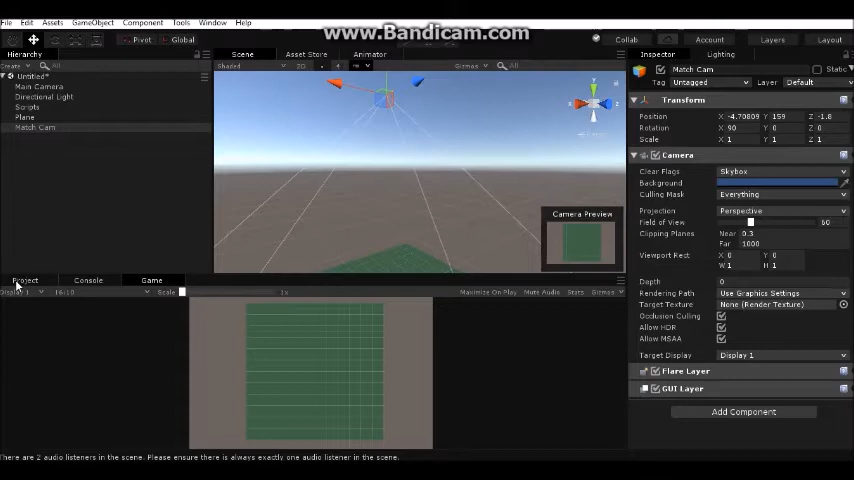 www.Bandicam.com
File Edit Assets GameObject Component Tools Window Help
Pivot Global Collab Account Layers Layout
Hierarchy Scene Asset Store Animator Inspector Lighting
Create All Shaded 2D Gizmos All
Untitled*
Main Camera
Directional Light
Scripts
Plane
Match Cam
Match Cam Static
Tag Untagged Layer Default
Transform
Position X -4.70809 Y 159 Z -1.8
Rotation X 90 Y 0 Z 0
Scale X 1 Y 1 Z 1
Camera
Clear Flags Skybox
Background
Culling Mask Everything
Projection Perspective
Field of View 60
Clipping Planes Near 0.3
Far 1000
Viewport Rect X 0 Y 0
W 1 H 1
Depth 0
Rendering Path Use Graphics Settings
Target Texture None (Render Texture)
Occlusion Culling
Allow HDR
Allow MSAA
Target Display Display 1
Flare Layer
GUI Layer
Add Component
y
x z
Camera Preview
Project Console Game
Display 1 16:10 Scale 1x Maximize On Play Mute Audio Stats Gizmos
There are 2 audio listeners in the scene. Please ensure there is always exactly one audio listener in the scene.